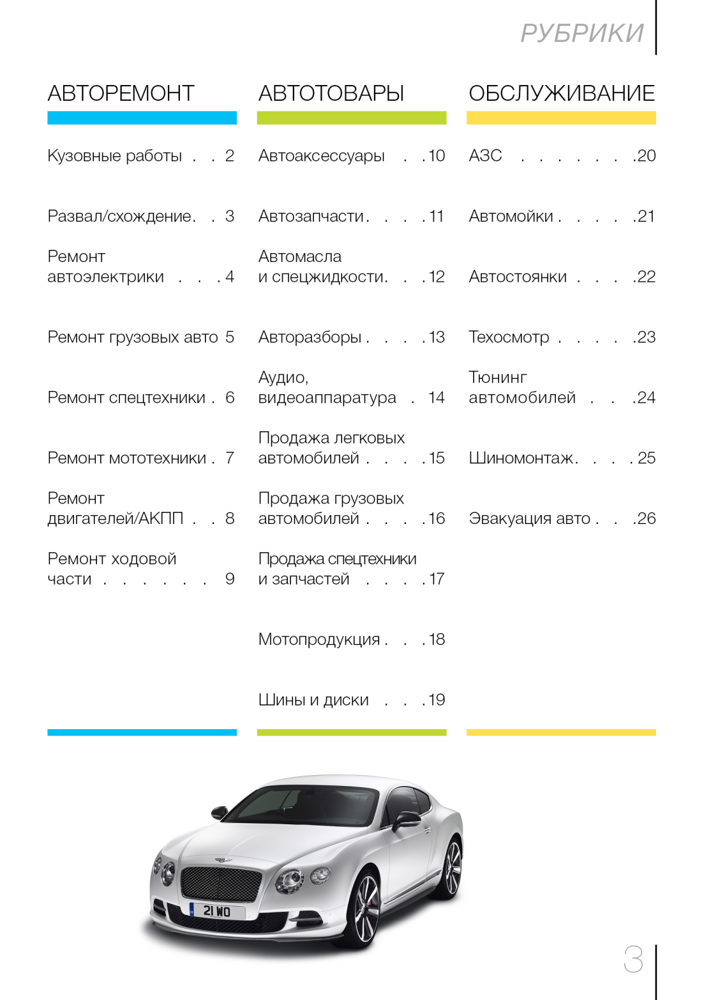 РУБРИКИ
АВТОРЕМОНТ
Кузовные работы . . 2
Развал/схождение. . 3
Ремонт
автоэлектрики . . . 4
Ремонт грузовых авто 5
Ремонт спецтехники . 6
Ремонт мототехники . 7
Ремонт
двигателей/АКПП . . 8
Ремонт ходовой
части . . . . . . 9
АВТОТОВАРЫ
Автоаксессуары . . 10
Автозапчасти . . . . 11
Автомасла
и спецжидкости. . . 12
Авторазборы . . . . 13
Аудио,
видеоаппаратура . 14
Продажа легковых
автомобилей . . . . 15
Продажа грузовых
автомобилей . . . . 16
Продажа спецтехники
и запчастей . . . . 17
Мотопродукция . . . 18
Шины и диски . . . 19
ОБСЛУЖИВАНИЕ
АЗС . . . . . . . 20
Автомойки . . . . . 21
Автостоянки . . . . 22
Техосмотр . . . . . 23
Тюнинг
автомобилей . . . 24
Шиномонтаж. . . . 25
Эвакуация авто . . . 26
21 WO
3